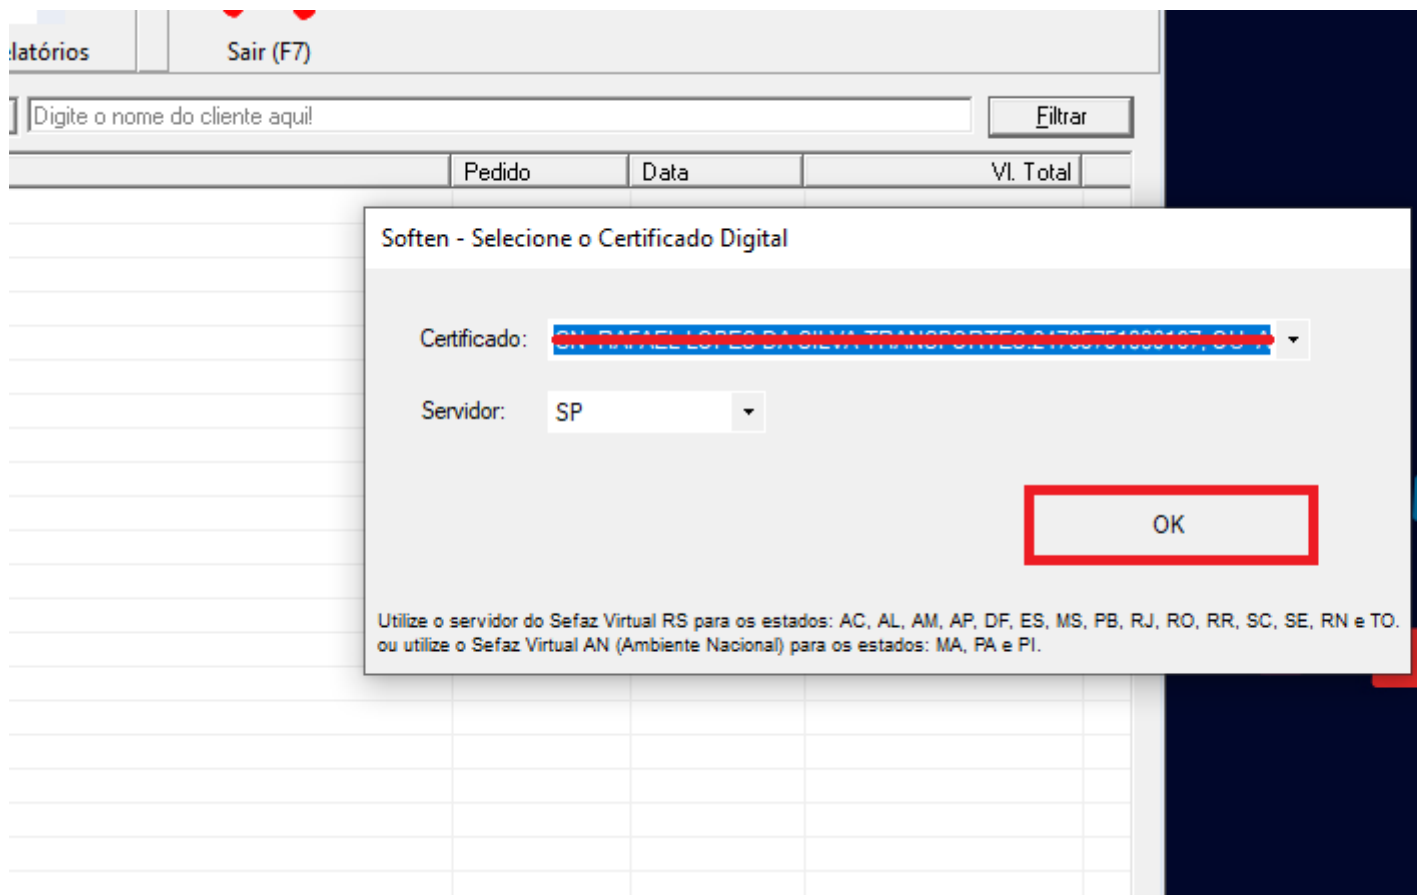 elatórios
Sair (F7)
Digite o nome do cliente aqui!
Filtrar
Pedido
Data
Vl. Total
Soften - Selecione o Certificado Digital
Certificado:
Servidor:
SP
OK
Utilize o servidor do Sefaz Virtual RS para os estados: AC, AL, AM, AP, DF, ES, MS, PB, RJ, RO, RR, SC, SE, RN e TO.
ou utilize o Sefaz Virtual AN (Ambiente Nacional) para os estados: MA, PA e PI.